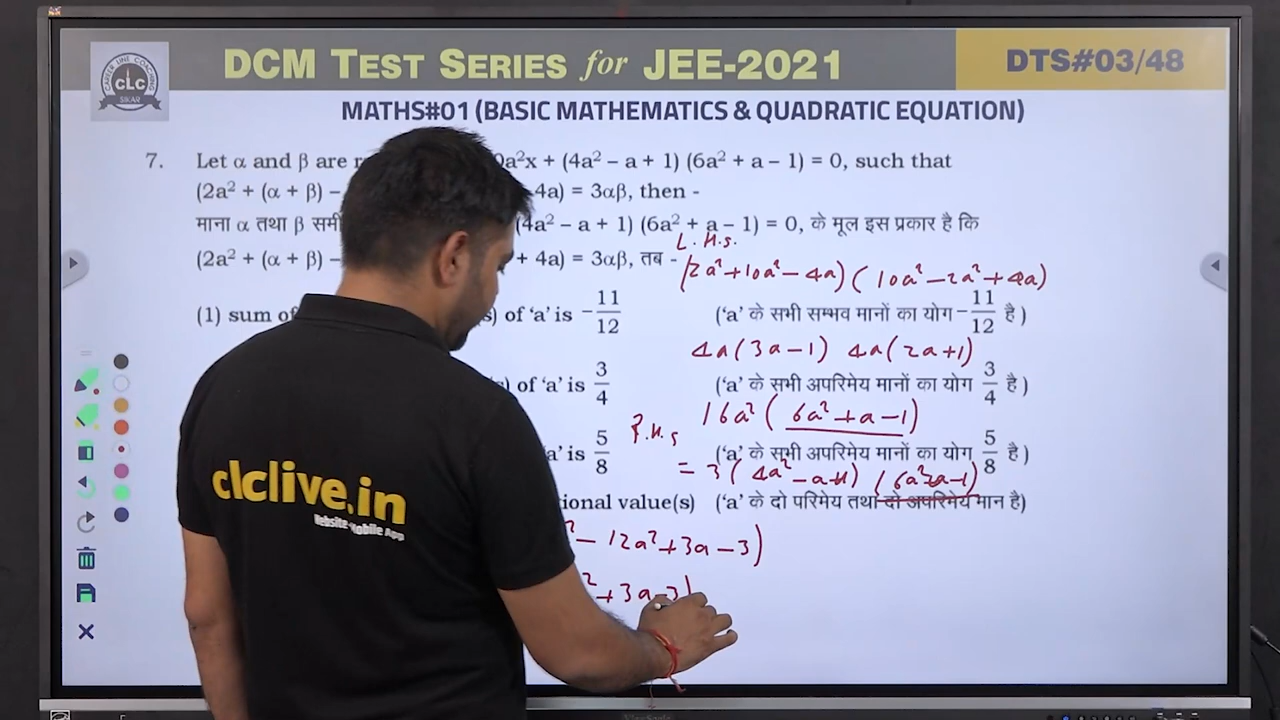 CAREER LINE COACHING
CLC
SIKAR
DCM TEST SERIES for JEE-2021
DTS#03/48
MATHS#01 (BASIC MATHEMATICS & QUADRATIC EQUATION)
7. Let α and β are a²x + (4a² – a + 1) (6a² + a – 1) = 0, such that
(2a² + (α + β) – 4a) = 3αβ, then -
माना α तथा β (4a² – a + 1) (6a² + a – 1) = 0, के मूल इस प्रकार है कि
L.H.S.
(2a² + (α + β) – + 4a) = 3αβ, तब -
(2a²+10a²-4a) (10a²-2a²+4a)
(1) sum of of 'a' is –11/12 ('a' के सभी सम्भव मानों का योग –11/12 है)
4a(3a-1) 4a(2a+1)
of 'a' is 3/4 ('a' के सभी अपरिमेय मानों का योग 3/4 है)
16a²(6a²+a-1)
R.H.S
'a' is 5/8 ('a' के सभी अपरिमेय मानों का योग 5/8 है)
= 3(4a²-a+1) (6a²+a-1)
value(s) ('a' के दो परिमेय तथा दो अपरिमेय मान है)
- 12a²+3a-3)
+3a-3)
clclive.in
Website Mobile App